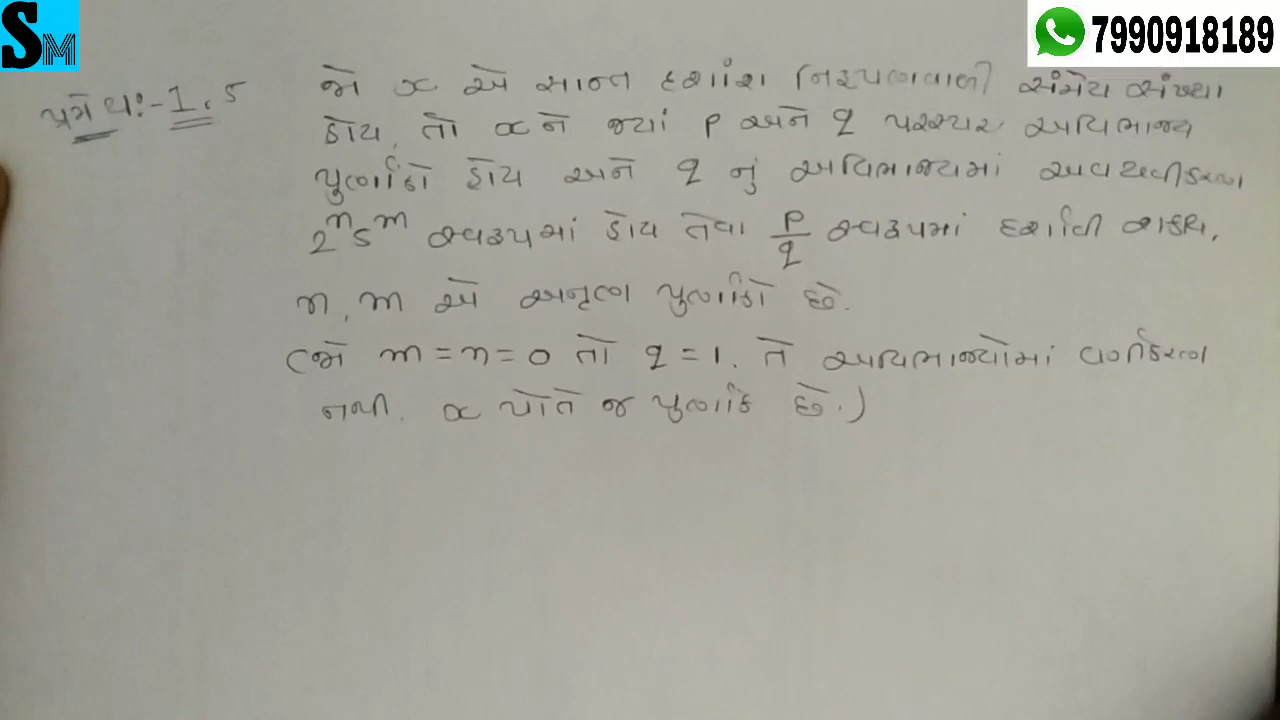 SM
7990918189
પ્રમેય:-1.5
જો x એ સાન્ત દશાંશ નિરૂપણવાળી સંમેય સંખ્યા
હોય, તો x ને જ્યાં p અને q પરસ્પર અવિભાજ્ય
પુર્ણાંકો હોય અને q નું અવિભાજ્યમાં અવયવીકરણ
2ⁿ5ᵐ સ્વરૂપમાં હોય તેવા p/q સ્વરૂપમાં દર્શાવી શકાય,
n, m એ અનૃણ પુર્ણાંકો છે.
(જો m = n = 0 તો q = 1. તે અવિભાજ્યોમાં વર્ગીકરણ
નથી. x પોતે જ પુર્ણાંક છે.)